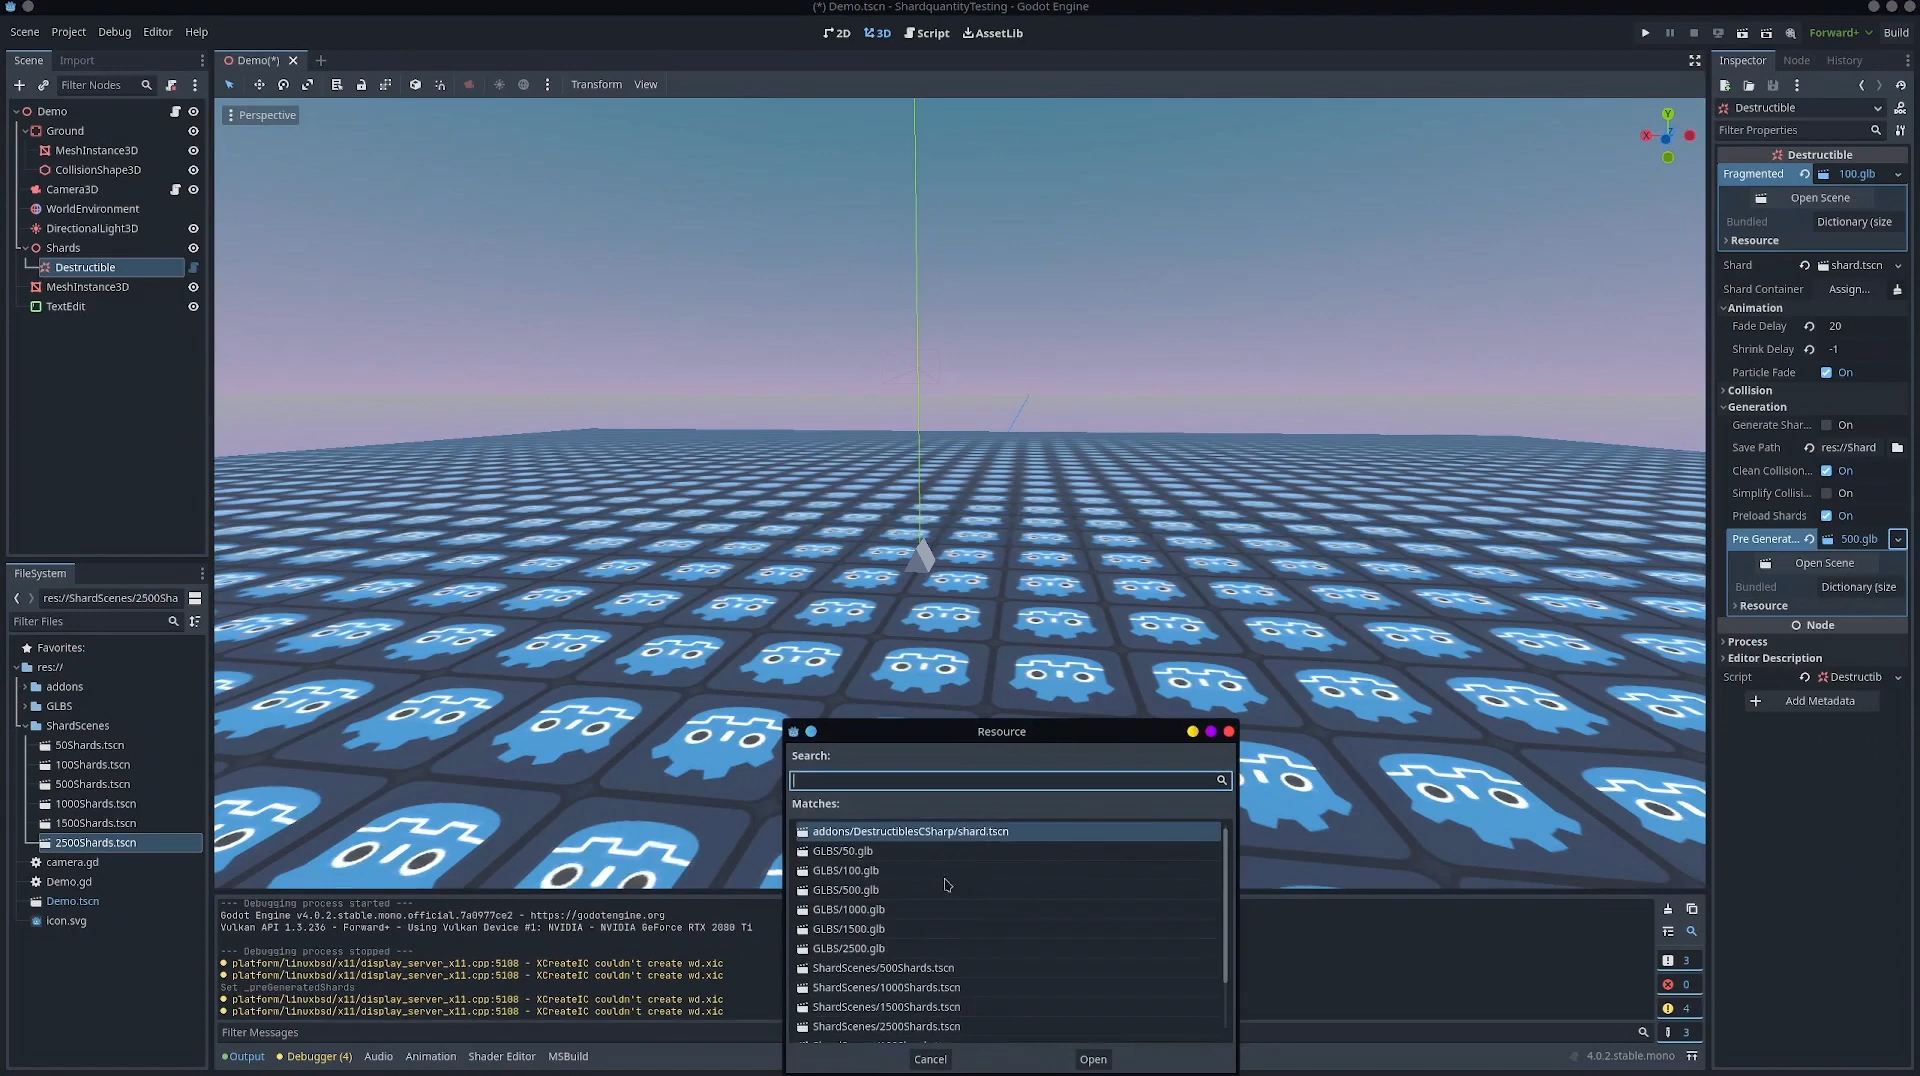 (*) Demo.tscn - ShardquantityTesting - Godot Engine
Scene Project Debug Editor Help
2D 3D Script AssetLib
Forward+ Build
Scene Import
Demo(*)
Inspector Node History
Filter Nodes
Transform View
Destructible
Filter Properties
Demo
Ground
MeshInstance3D
CollisionShape3D
Camera3D
WorldEnvironment
DirectionalLight3D
Shards
Destructible
MeshInstance3D
TextEdit
Perspective
Y
X
Z
Destructible
Fragmented 100.glb
Open Scene
Bundled Dictionary (size
Resource
Shard shard.tscn
Shard Container Assign...
Animation
Fade Delay 20
Shrink Delay -1
Particle Fade On
Collision
Generation
Generate Shar... On
Save Path res://Shard
Clean Collision... On
Simplify Collisi... On
Preload Shards On
Pre Generat... 500.glb
Open Scene
Bundled Dictionary (size
Resource
Node
Process
Editor Description
Script Destructib
Add Metadata
FileSystem
res://ShardScenes/2500Sha
Filter Files
Favorites:
res://
addons
GLBS
ShardScenes
50Shards.tscn
100Shards.tscn
500Shards.tscn
1000Shards.tscn
1500Shards.tscn
2500Shards.tscn
camera.gd
Demo.gd
Demo.tscn
icon.svg
Resource
Search:
Matches:
addons/DestructiblesCSharp/shard.tscn
GLBS/50.glb
GLBS/100.glb
GLBS/500.glb
GLBS/1000.glb
GLBS/1500.glb
GLBS/2500.glb
ShardScenes/500Shards.tscn
ShardScenes/1000Shards.tscn
ShardScenes/1500Shards.tscn
ShardScenes/2500Shards.tscn
Cancel Open
--- Debugging process started ---
Godot Engine v4.0.2.stable.mono.official.7a0977ce2 - https://godotengine.org
Vulkan API 1.3.236 - Forward+ - Using Vulkan Device #1: NVIDIA - NVIDIA GeForce RTX 2080 Ti
--- Debugging process stopped ---
platform/linuxbsd/x11/display_server_x11.cpp:5108 - XCreateIC couldn't create wd.xic
platform/linuxbsd/x11/display_server_x11.cpp:5108 - XCreateIC couldn't create wd.xic
Set _preGeneratedShards
platform/linuxbsd/x11/display_server_x11.cpp:5108 - XCreateIC couldn't create wd.xic
platform/linuxbsd/x11/display_server_x11.cpp:5108 - XCreateIC couldn't create wd.xic
Filter Messages
3
0
4
3
Output Debugger (4) Audio Animation Shader Editor MSBuild
4.0.2.stable.mono